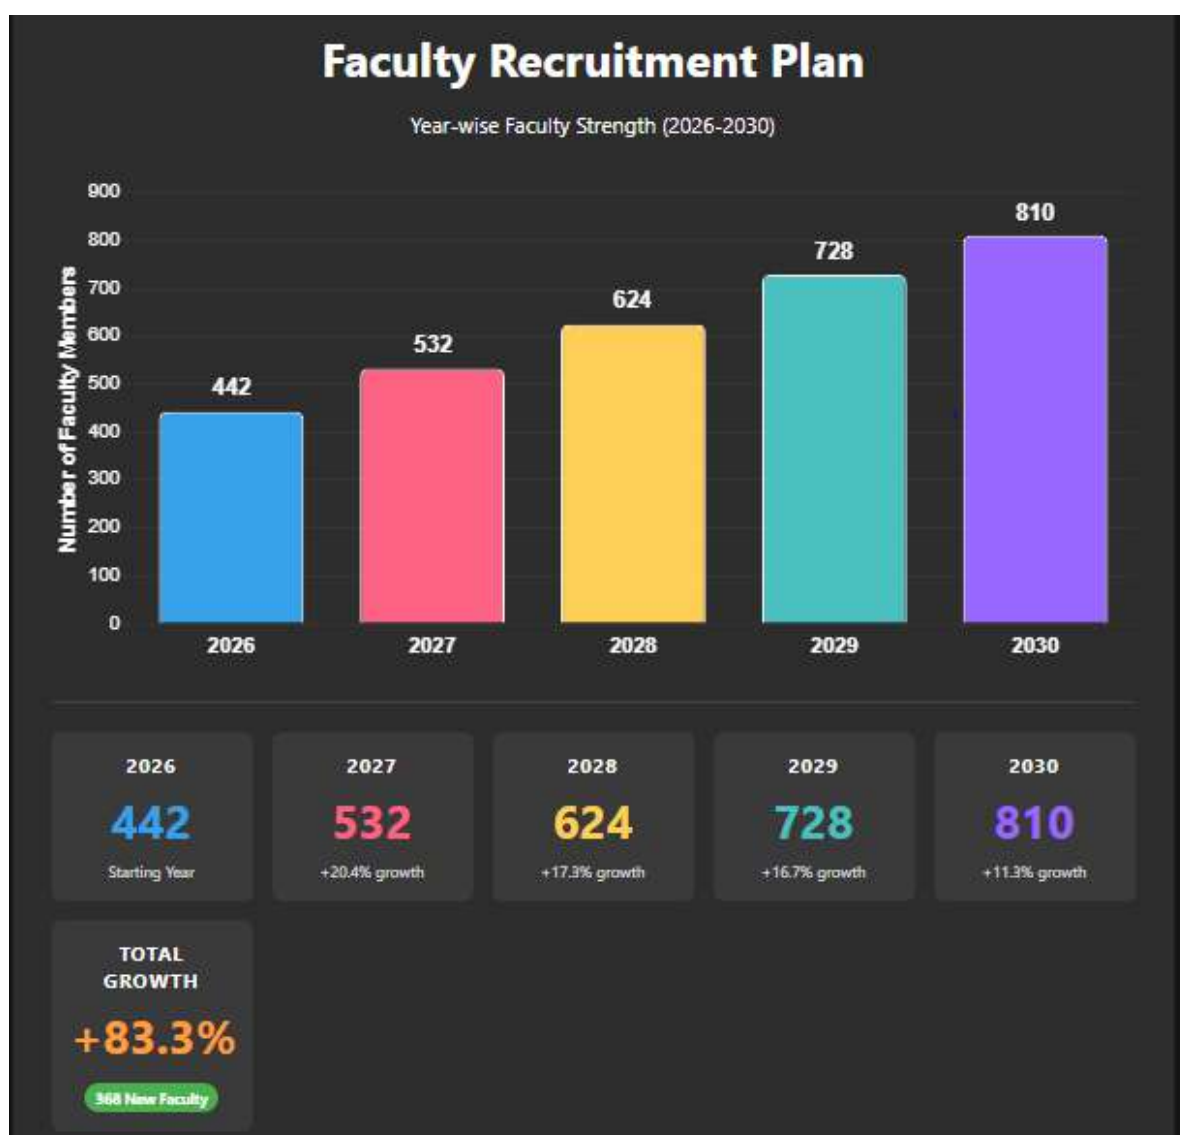 Faculty Recruitment Plan
Year-wise Faculty Strength (2026-2030)
Number of Faculty Members
900
800
700
600
500
400
300
200
100
0
442
532
624
728
810
2026
2027
2028
2029
2030
2026
442
Starting Year
2027
532
+20.4% growth
2028
624
+17.3% growth
2029
728
+16.7% growth
2030
810
+11.3% growth
TOTAL
GROWTH
+83.3%
368 New Faculty